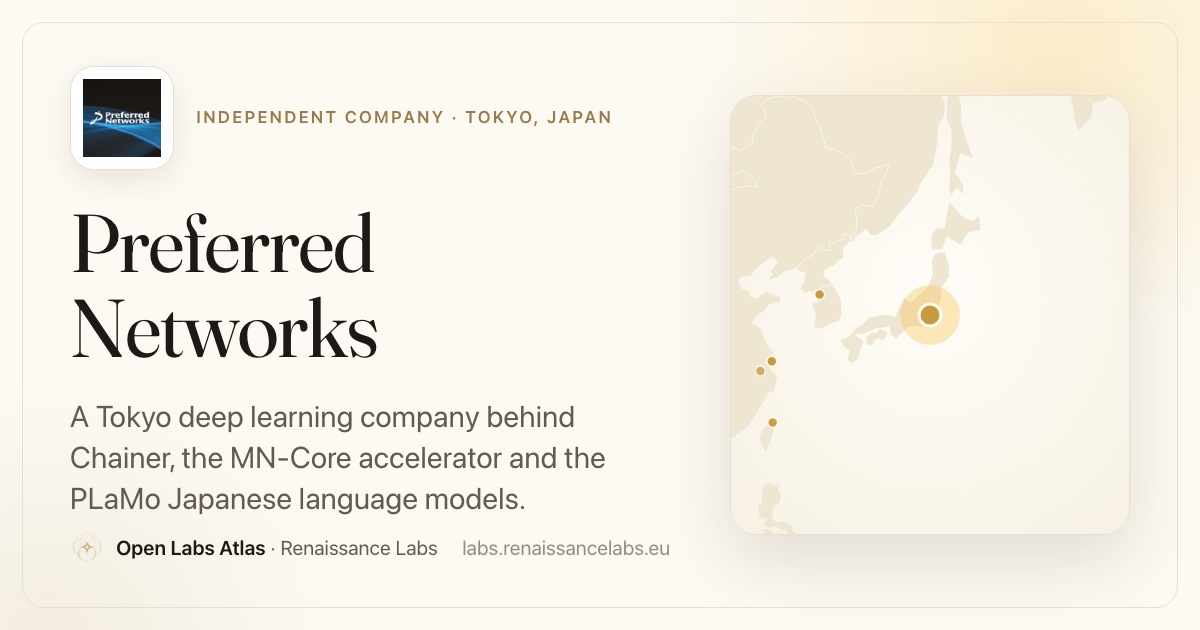 Preferred
Networks
INDEPENDENT COMPANY · TOKYO, JAPAN
Preferred
Networks
A Tokyo deep learning company behind
Chainer, the MN-Core accelerator and the
PLaMo Japanese language models.
Open Labs Atlas · Renaissance Labs labs.renaissancelabs.eu